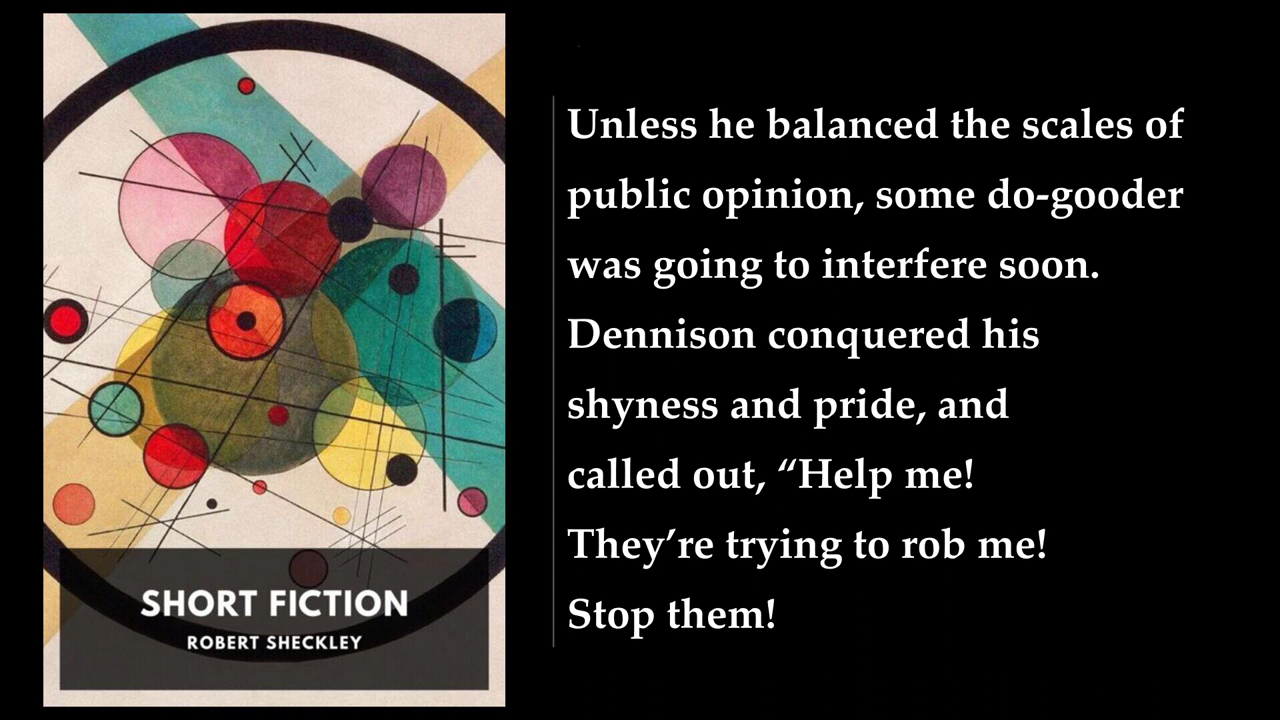 SHORT FICTION
ROBERT SHECKLEY
Unless he balanced the scales of
public opinion, some do-gooder
was going to interfere soon.
Dennison conquered his
shyness and pride, and
called out, “Help me!
They’re trying to rob me!
Stop them!